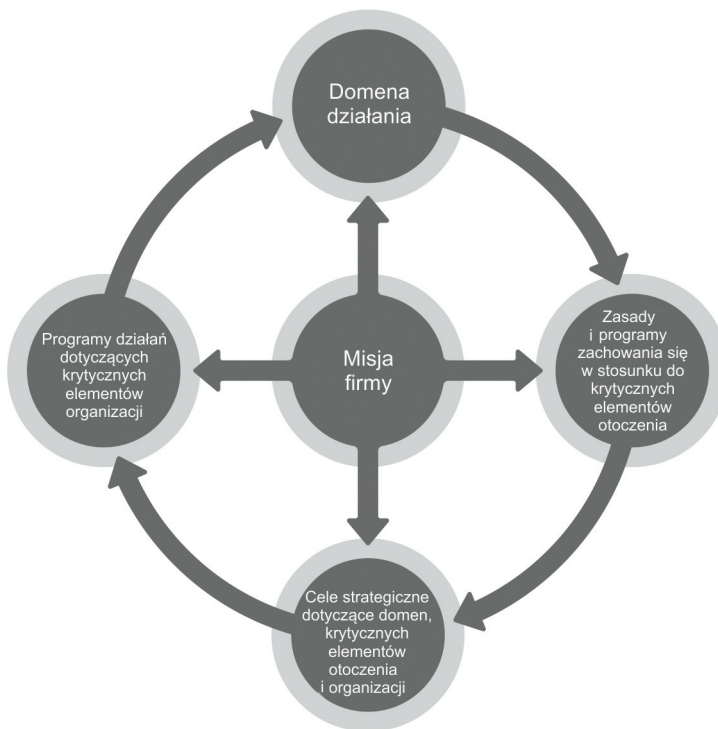 Domena
działania
Programy działań
dotyczących
krytycznych
elementów
organizacji
Misja
firmy
Zasady
i programy
zachowania się
w stosunku do
krytycznych
elementów
otoczenia
Cele strategiczne
dotyczące domen,
krytycznych
elementów
otoczenia
i organizacji